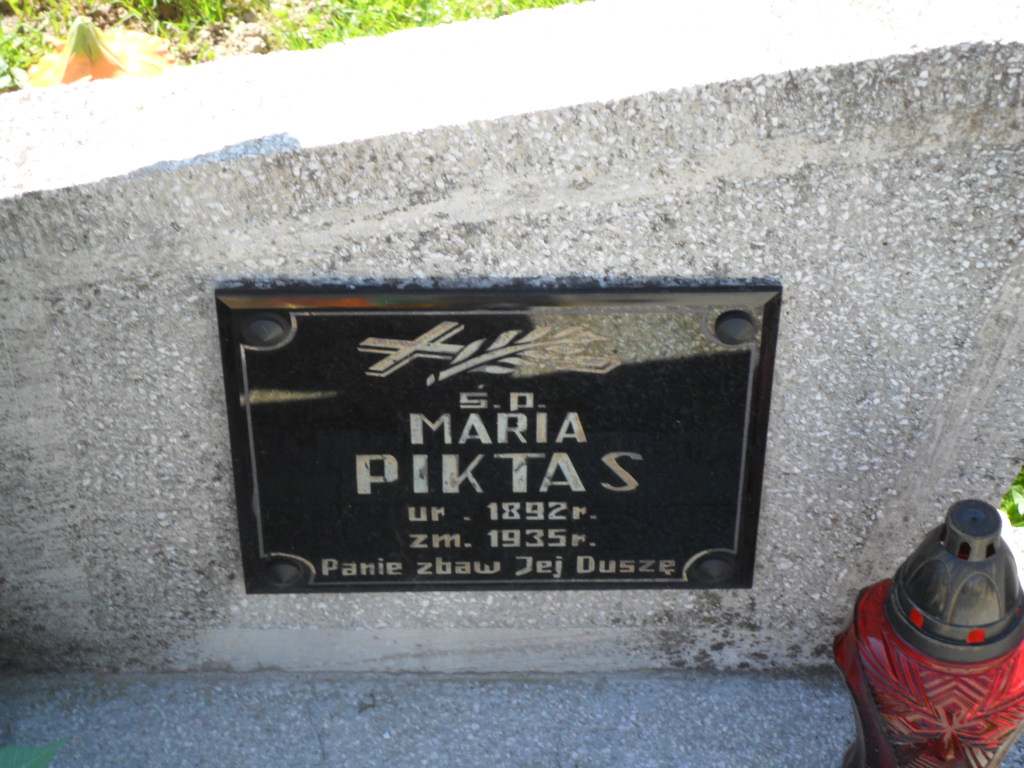 Ś.P.
MARIA
PIKTAS
ur. 1892r.
zm. 1935r.
Panie zbaw Jej Duszę